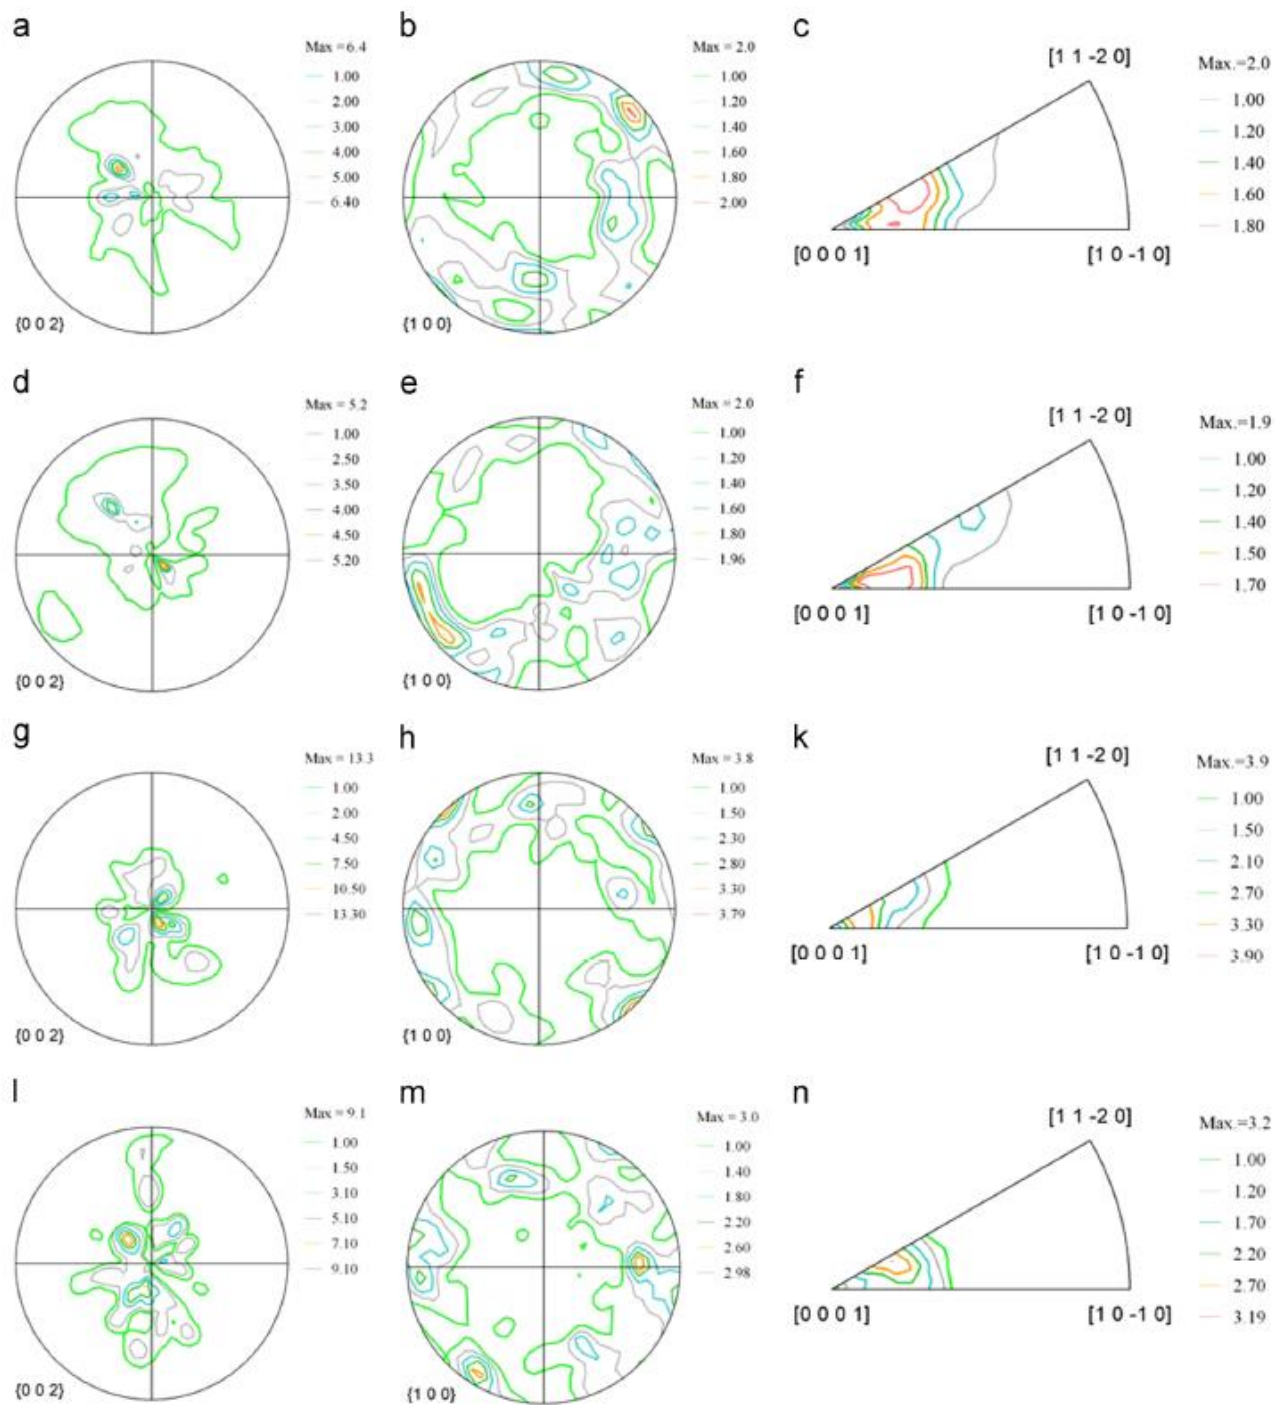 a
Max =6.4
1.00
2.00
3.00
4.00
5.00
6.40
{0 0 2}
b
Max =2.0
1.00
1.20
1.40
1.60
1.80
2.00
{1 0 0}
c
[1 1 -2 0]
Max.=2.0
1.00
1.20
1.40
1.60
1.80
[0 0 0 1]
[1 0 -1 0]
d
Max = 5.2
1.00
2.50
3.50
4.00
4.50
5.20
{0 0 2}
e
Max = 2.0
1.00
1.20
1.40
1.60
1.80
1.96
{1 0 0}
f
[1 1 -2 0]
Max.=1.9
1.00
1.20
1.40
1.50
1.70
[0 0 0 1]
[1 0 -1 0]
g
Max = 13.3
1.00
2.00
4.50
7.50
10.50
13.30
{0 0 2}
h
Max = 3.8
1.00
1.50
2.30
2.80
3.30
3.79
{1 0 0}
k
[1 1 -2 0]
Max.=3.9
1.00
1.50
2.10
2.70
3.30
3.90
[0 0 0 1]
[1 0 -1 0]
l
Max = 9.1
1.00
1.50
3.10
5.10
7.10
9.10
{0 0 2}
m
Max = 3.0
1.00
1.40
1.80
2.20
2.60
2.98
{1 0 0}
n
[1 1 -2 0]
Max.=3.2
1.00
1.20
1.70
2.20
2.70
3.19
[0 0 0 1]
[1 0 -1 0]